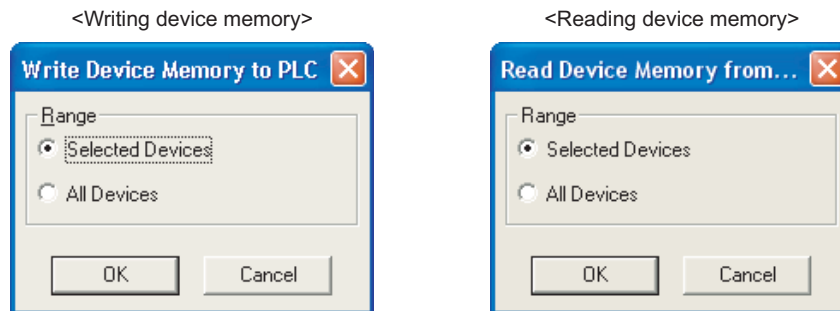 <Writing device memory>
Write Device Memory to PLC
Range
Selected Devices
All Devices
OK Cancel
<Reading device memory>
Read Device Memory from...
Range
Selected Devices
All Devices
OK Cancel